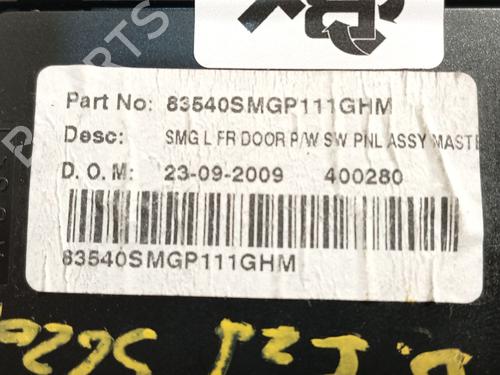 Part No: 83540SMGP111GHM
Desc: SMG L FR DOOR P/W SW PNL ASSY MASTE
D. O. M: 23-09-2009 400280
83540SMGP111GHM